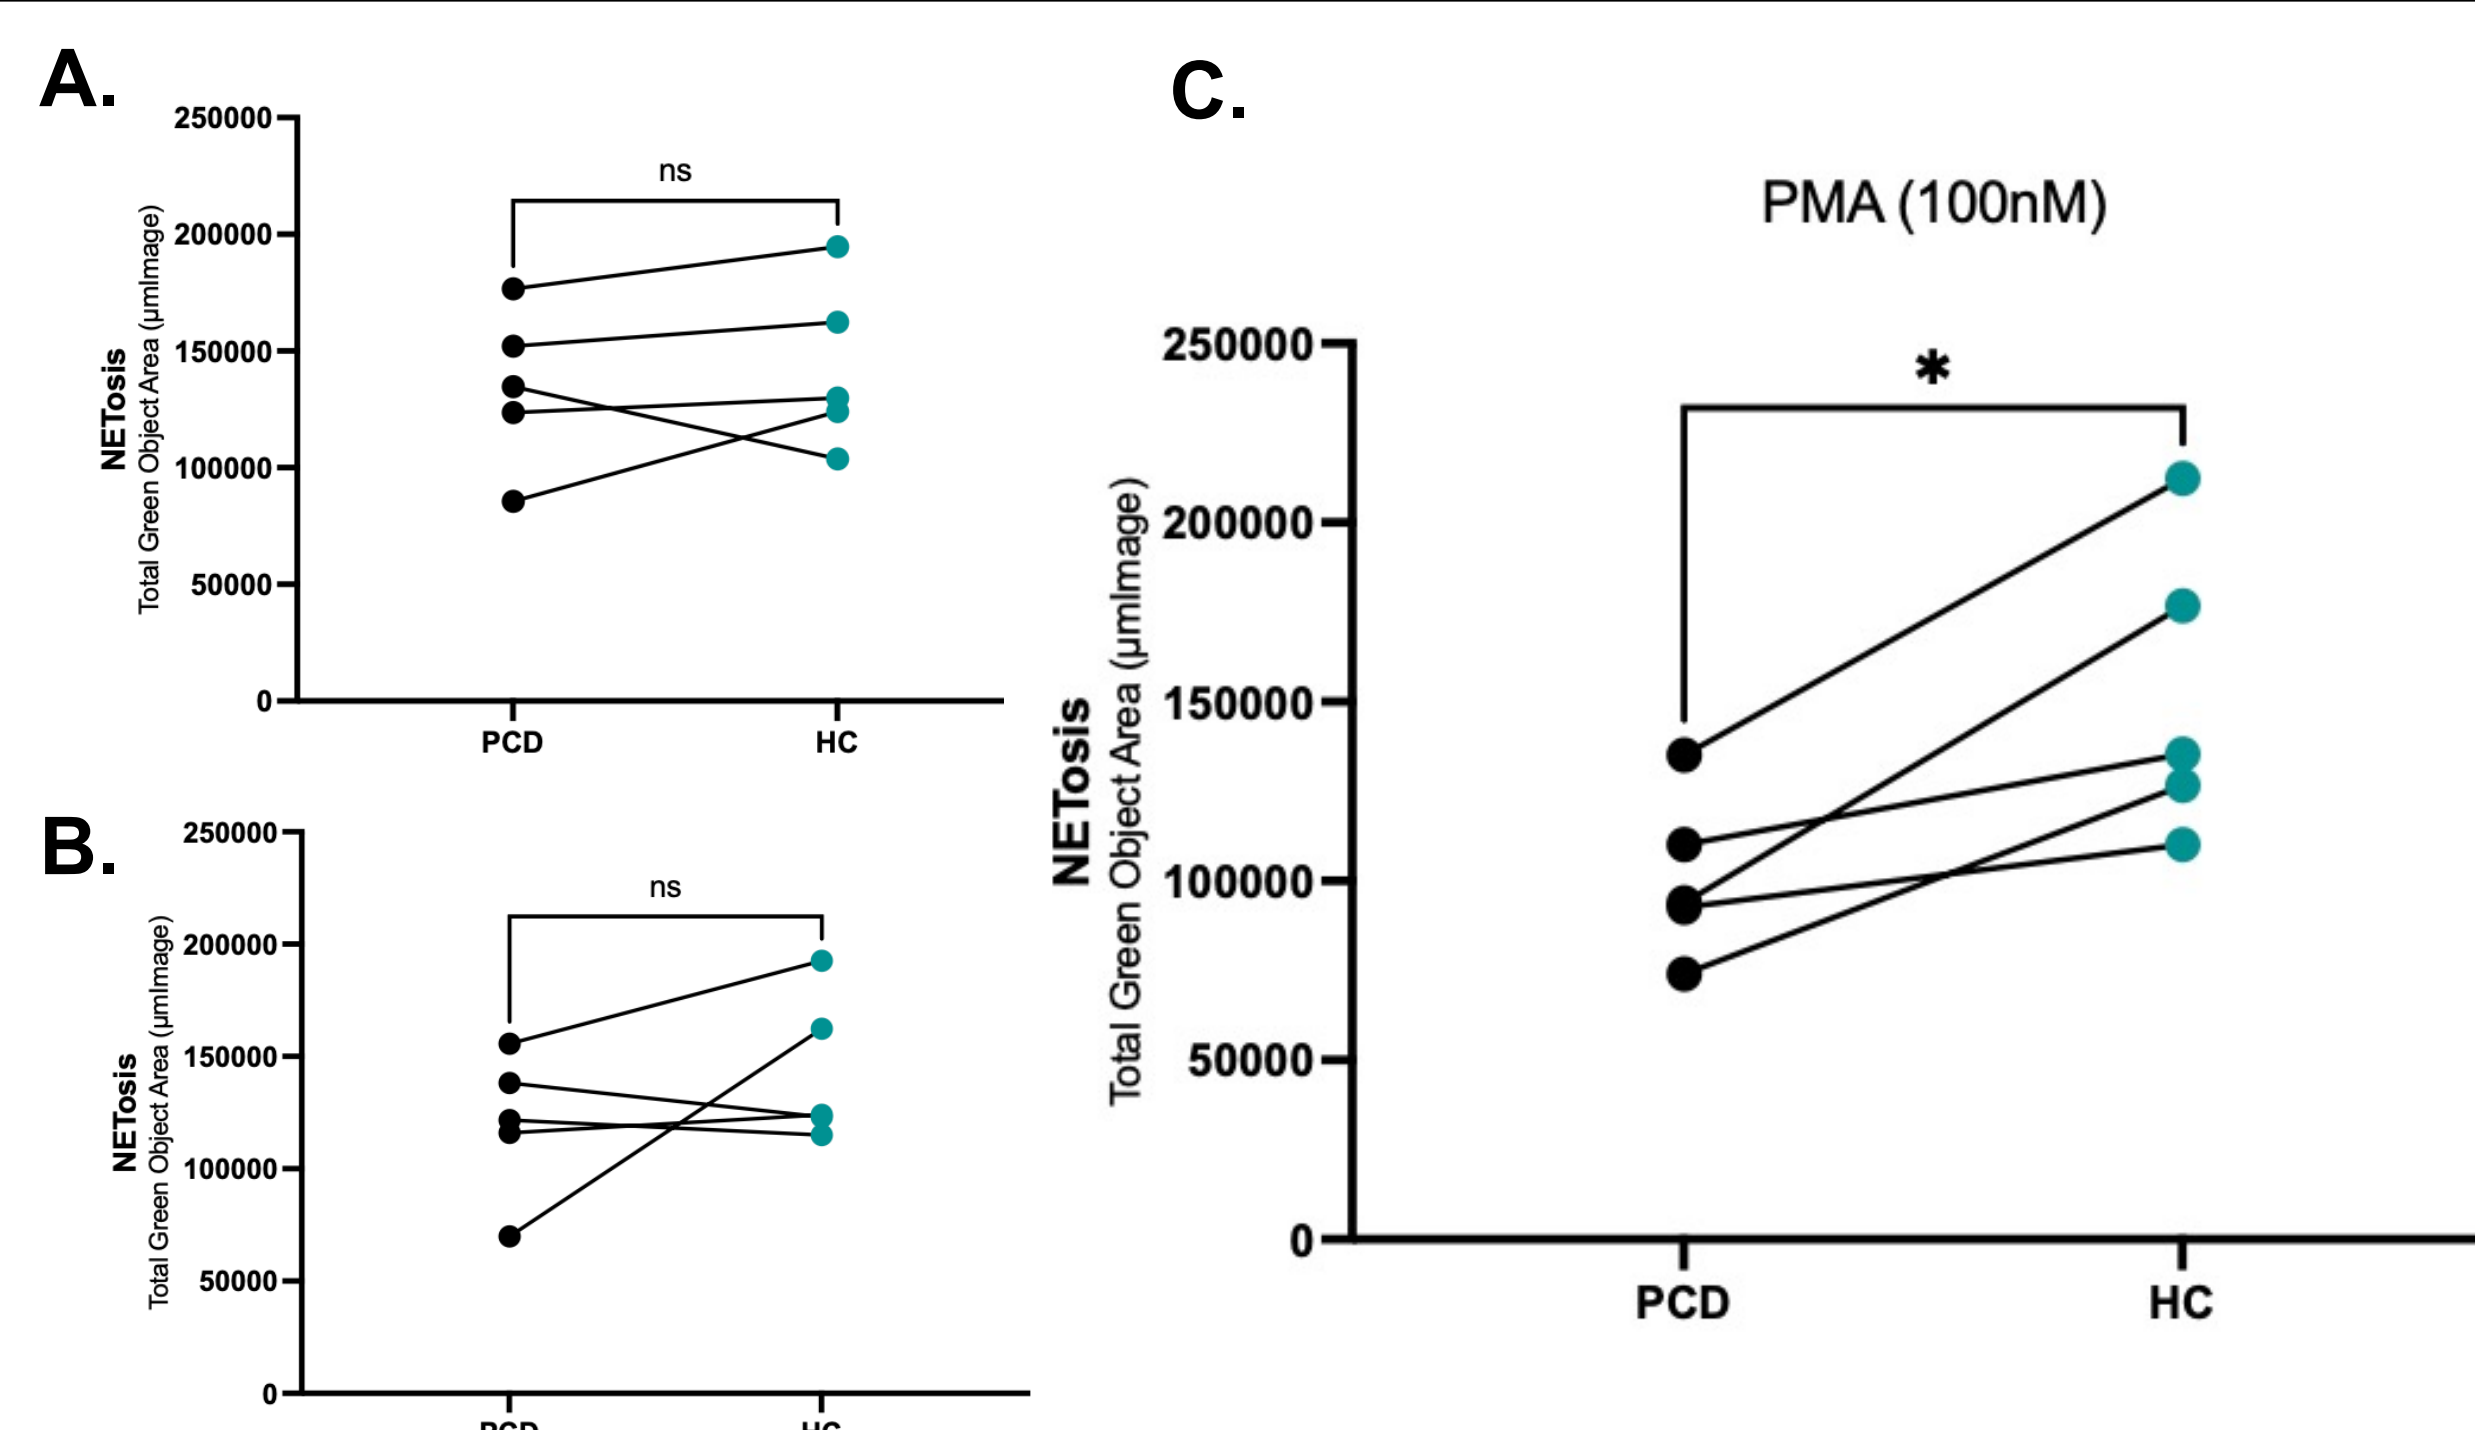 A.
250000
200000
150000
100000
50000
0
NETosis
Total Green Object Area (µmImage)
ns
PCD
HC
B.
250000
200000
150000
100000
50000
0
NETosis
Total Green Object Area (µmImage)
ns
PCD
HC
C.
PMA (100nM)
250000
200000
150000
100000
50000
0
NETosis
Total Green Object Area (µmImage)
*
PCD
HC